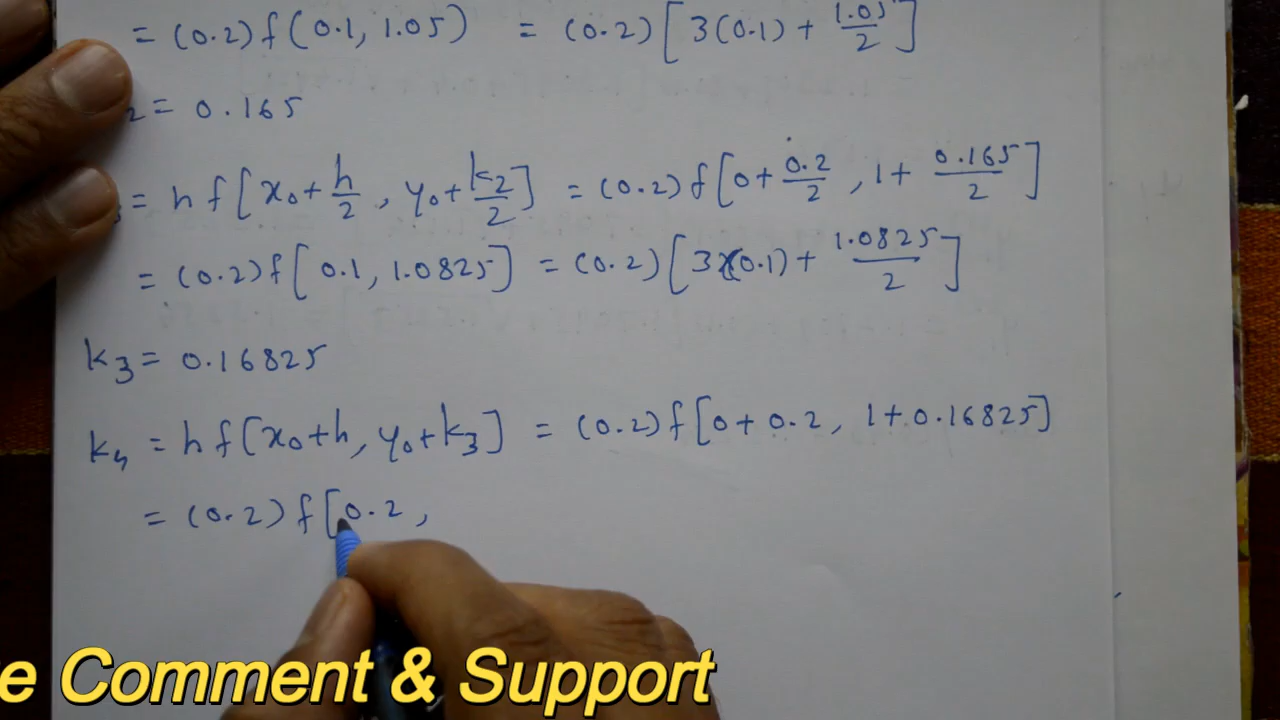 = (0.2) f (0.1, 1.05) = (0.2) [ 3(0.1) + 1.05/2 ]
2 = 0.165
= h f [ x0 + h/2 , y0 + k2/2 ] = (0.2) f [ 0 + 0.2/2 , 1 + 0.165/2 ]
= (0.2) f [ 0.1, 1.0825 ] = (0.2) [ 3(0.1) + 1.0825/2 ]
k3 = 0.16825
k4 = h f [ x0 + h, y0 + k3 ] = (0.2) f [ 0 + 0.2, 1 + 0.16825 ]
= (0.2) f [ 0.2 ,
e Comment & Support